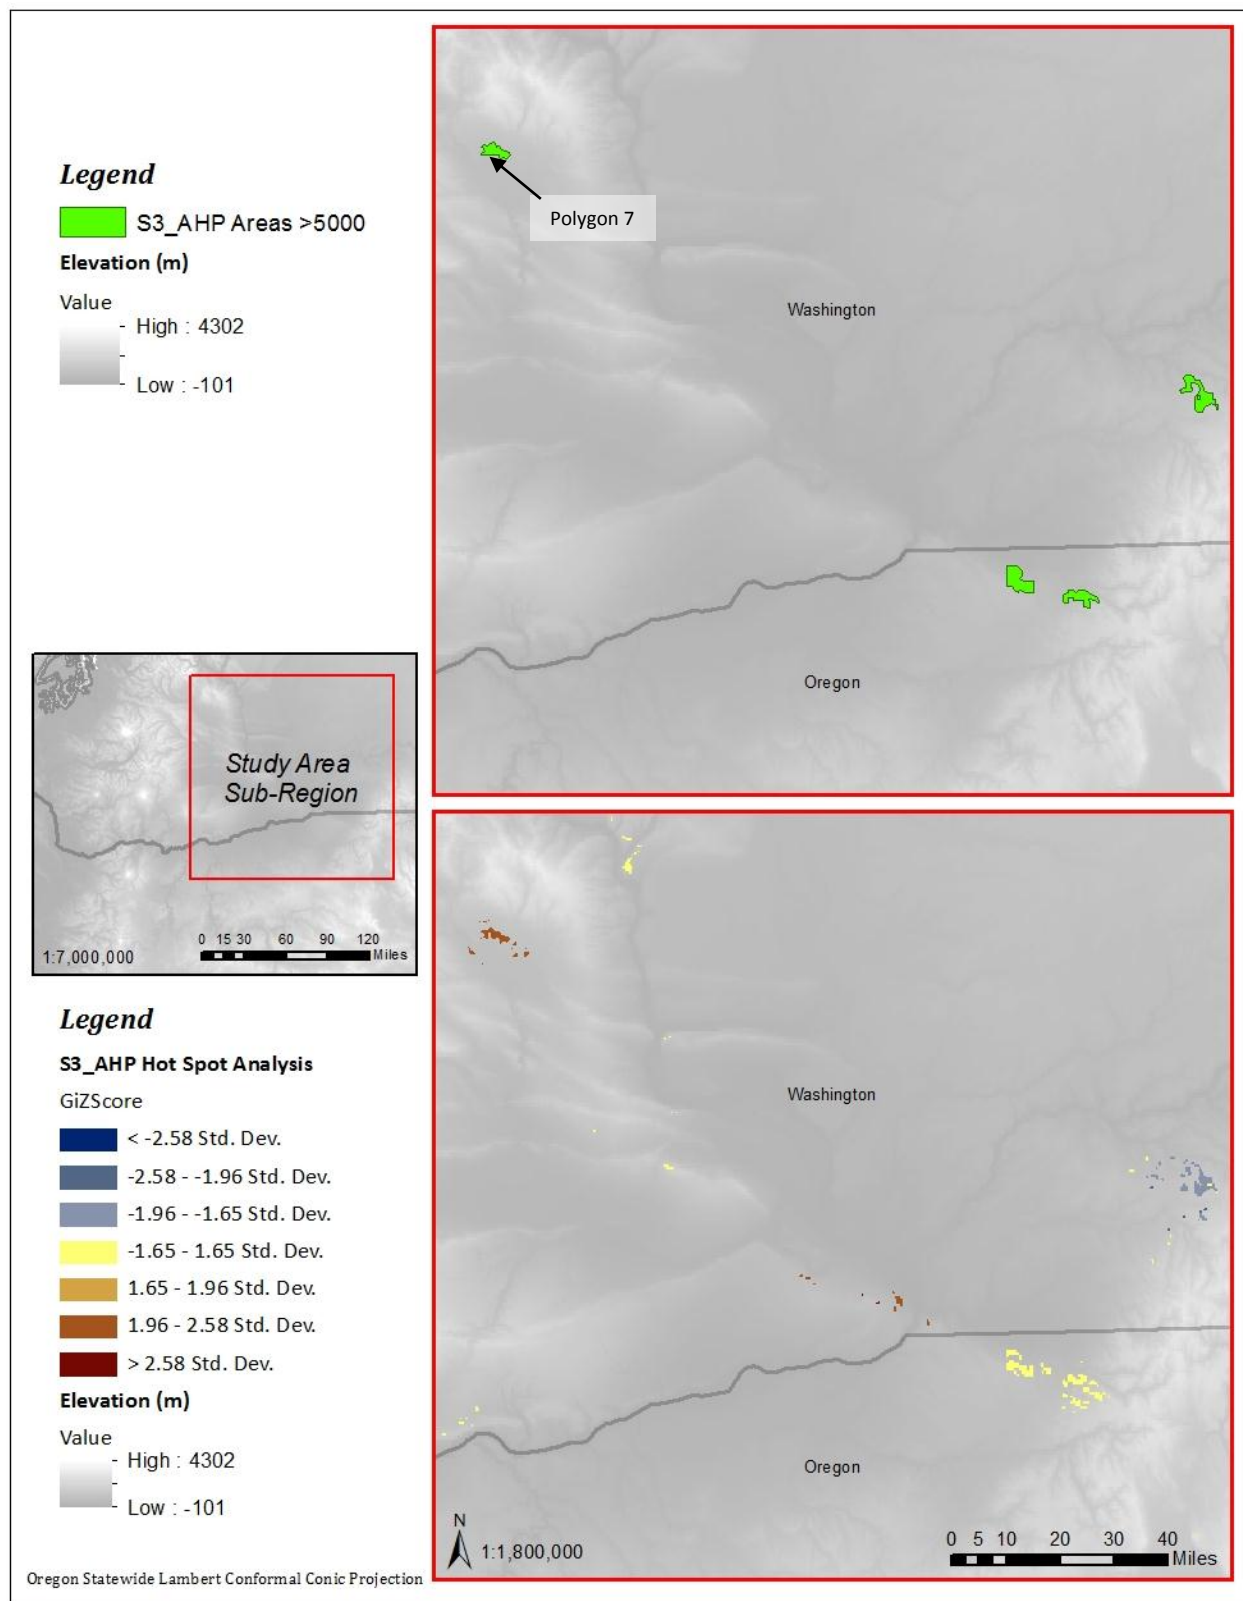 Legend
S3_AHP Areas >5000
Elevation (m)
Value
High : 4302
Low : -101
Polygon 7
Washington
Oregon
Study Area
Sub-Region
1:7,000,000
0 15 30 60 90 120
Miles
Legend
S3_AHP Hot Spot Analysis
GiZScore
< -2.58 Std. Dev.
-2.58 - -1.96 Std. Dev.
-1.96 - -1.65 Std. Dev.
-1.65 - 1.65 Std. Dev.
1.65 - 1.96 Std. Dev.
1.96 - 2.58 Std. Dev.
> 2.58 Std. Dev.
Elevation (m)
Value
High : 4302
Low : -101
Washington
Oregon
N
1:1,800,000
0 5 10 20 30 40
Miles
Oregon Statewide Lambert Conformal Conic Projection